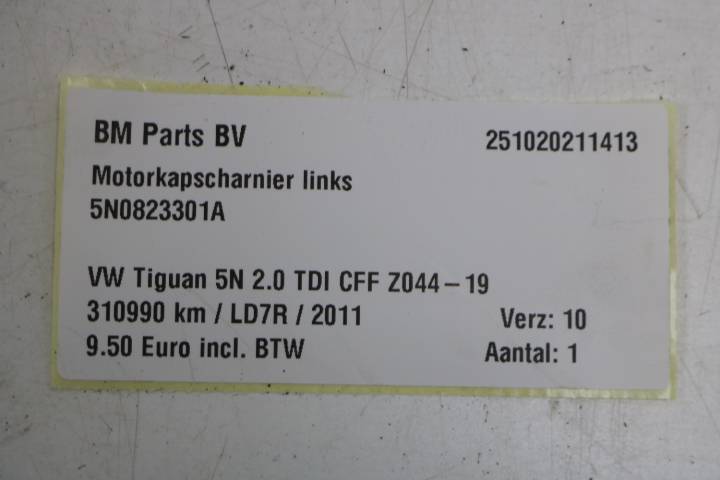 BM Parts BV 251020211413
Motorkapscharnier links
5N0823301A
VW Tiguan 5N 2.0 TDI CFF Z044-19
310990 km / LD7R / 2011 Verz: 10
9.50 Euro incl. BTW Aantal: 1